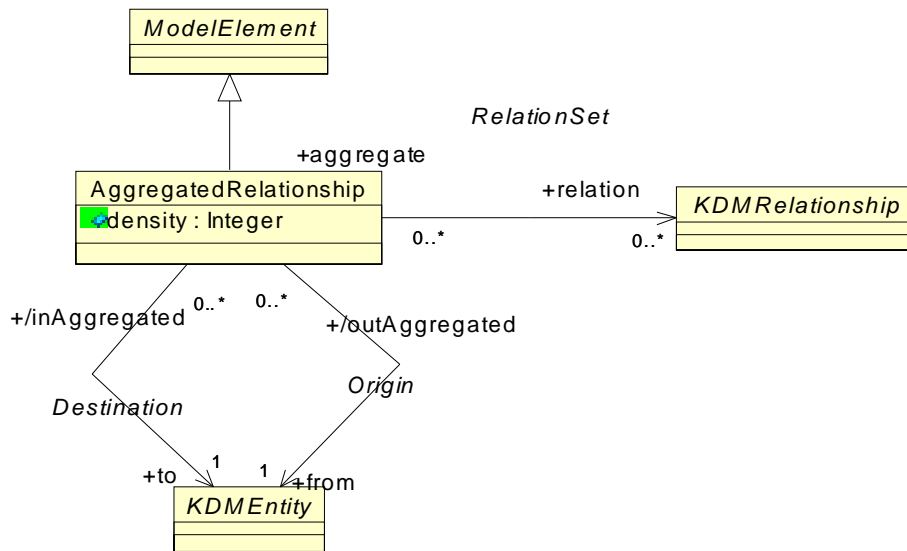 ModelElement
RelationSet
+aggregate
AggregatedRelationship
+relation
KDMRelationship
density : Integer
0..*
0..*
0..*
0..*
+/inAggregated
+/outAggregated
Origin
Destination
1
1
+to
+from
KDMEntity